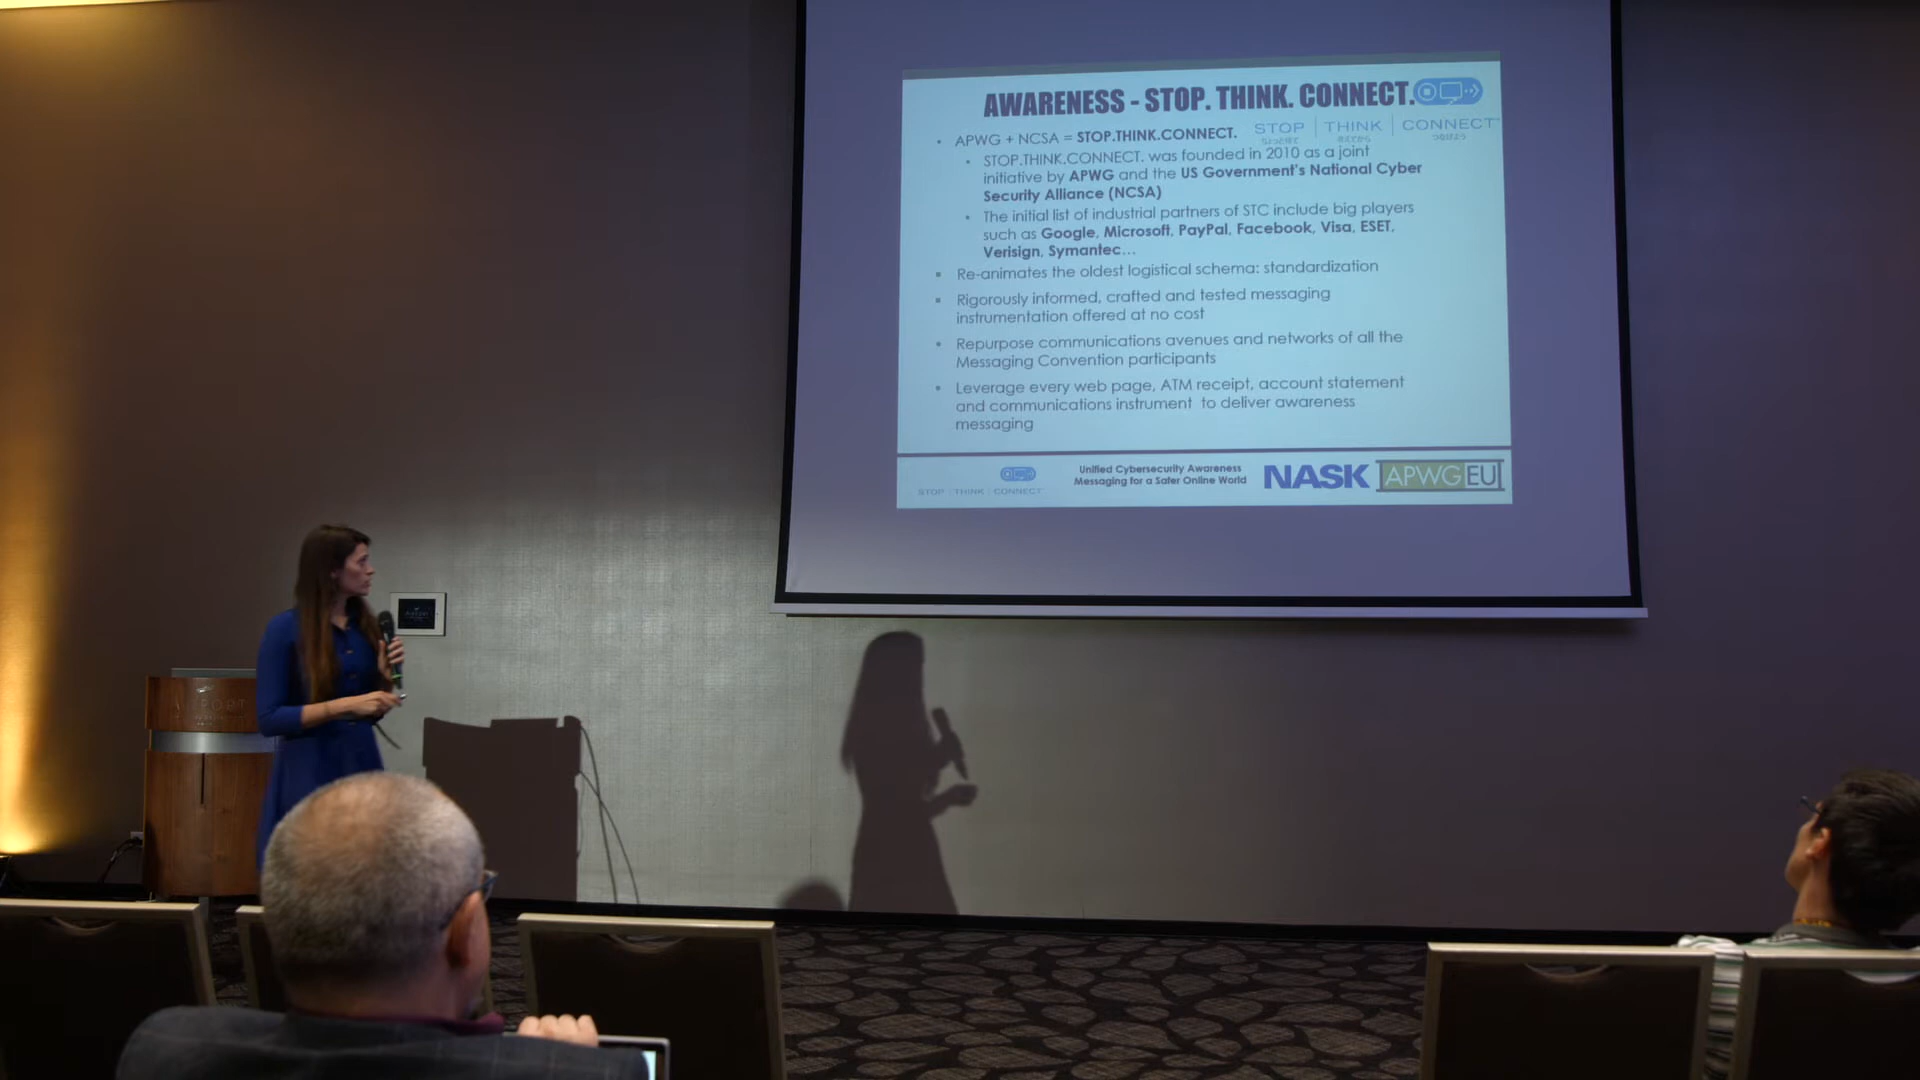 AWARENESS - STOP. THINK. CONNECT.
APWG + NCSA = STOP.THINK.CONNECT.
STOP | THINK | CONNECT
STOP.THINK.CONNECT. was founded in 2010 as a joint
initiative by APWG and the US Government's National Cyber
Security Alliance (NCSA)
The initial list of industrial partners of STC include big players
such as Google, Microsoft, PayPal, Facebook, Visa, ESET,
Verisign, Symantec...
Re-animates the oldest logistical schema: standardization
Rigorously informed, crafted and tested messaging
instrumentation offered at no cost
Repurpose communications avenues and networks of all the
Messaging Convention participants
Leverage every web page, ATM receipt, account statement
and communications instrument to deliver awareness
messaging
STOP | THINK | CONNECT
Unified Cybersecurity Awareness
Messaging for a Safer Online World
NASK
APWG EU
AIRPORT